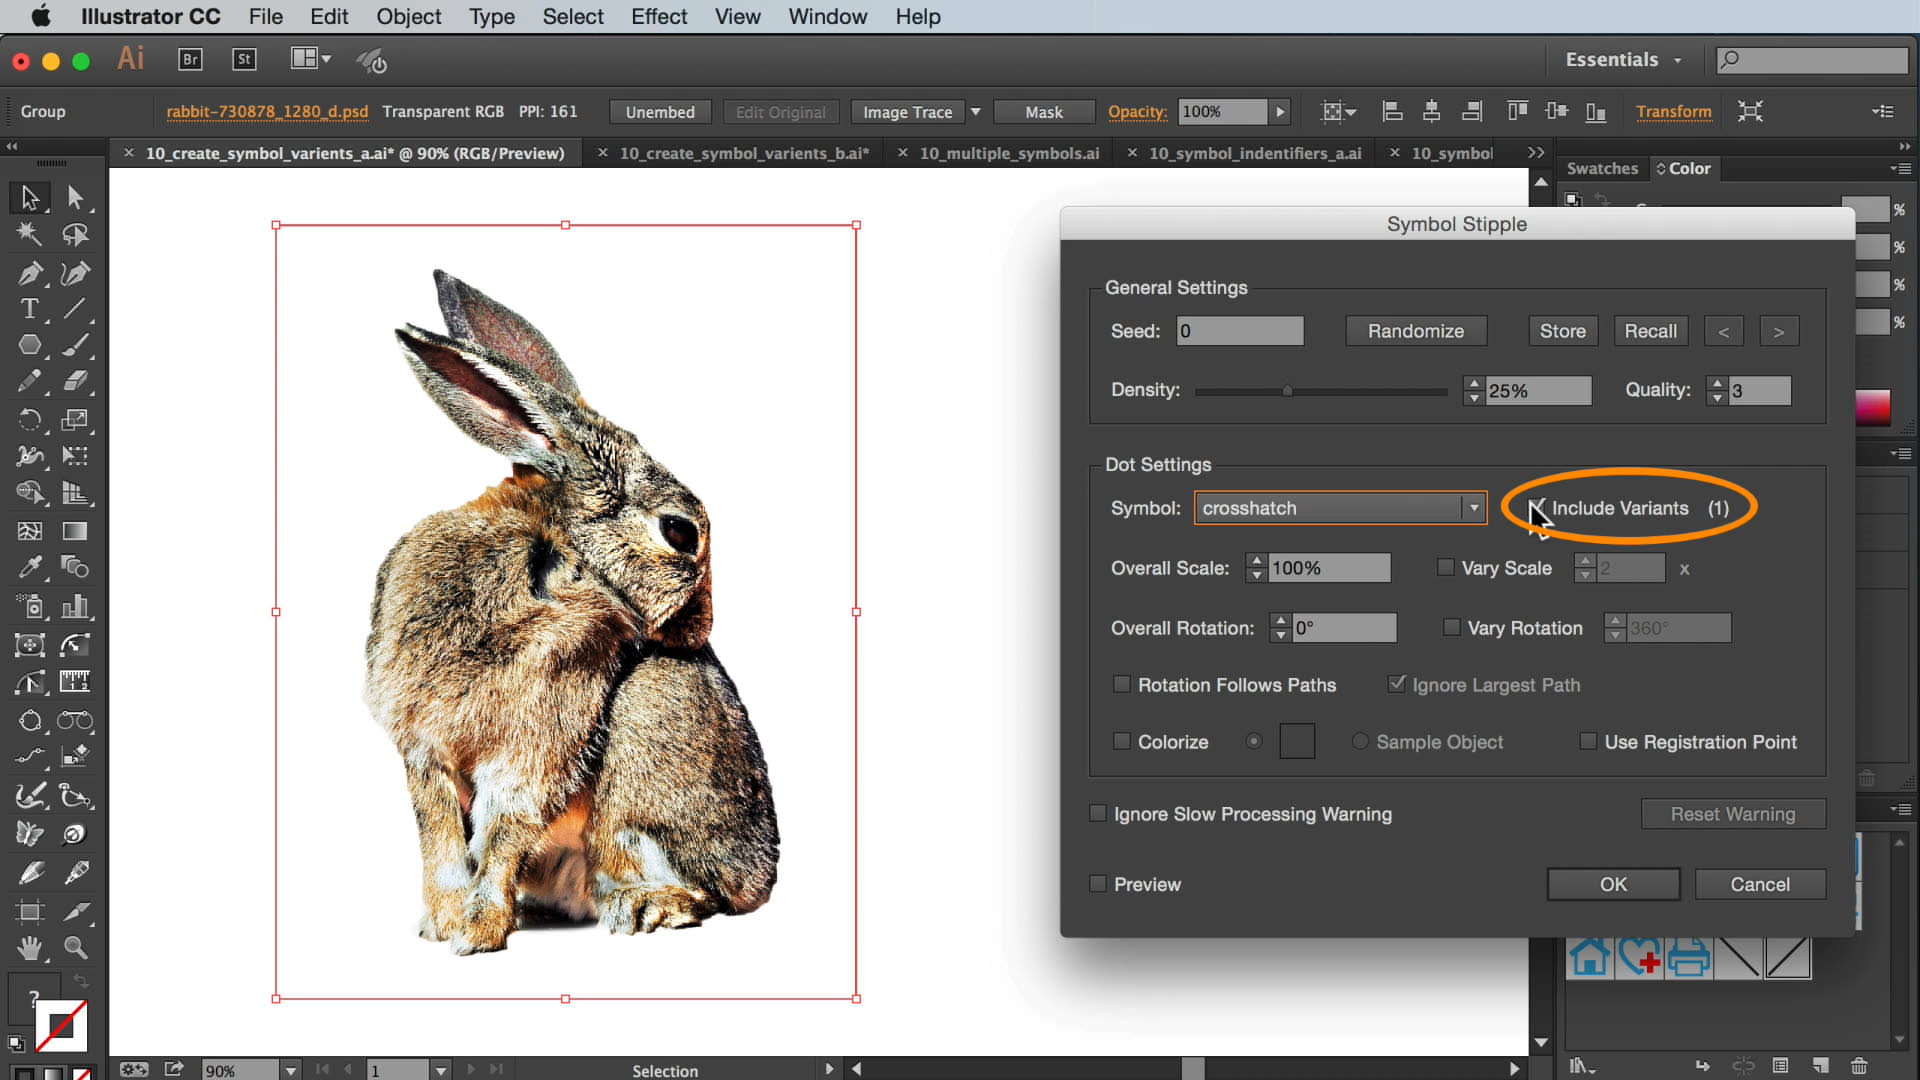 Illustrator CC File Edit Object Type Select Effect View Window Help
Ai Br St Essentials
Group rabbit-730878_1280_d.psd Transparent RGB PPI: 161 Unembed Edit Original Image Trace Mask Opacity: 100% Transform
× 10_create_symbol_varients_a.ai* @ 90% (RGB/Preview) × 10_create_symbol_varients_b.ai* × 10_multiple_symbols.ai × 10_symbol_indentifiers_a.ai × 10_symbol
Swatches Color
%
%
%
%
Symbol Stipple
General Settings
Seed: 0 Randomize Store Recall < >
Density: 25% Quality: 3
Dot Settings
Symbol: crosshatch Include Variants (1)
Overall Scale: 100% Vary Scale 2 x
Overall Rotation: 0° Vary Rotation 360°
Rotation Follows Paths Ignore Largest Path
Colorize Sample Object Use Registration Point
Ignore Slow Processing Warning Reset Warning
Preview OK Cancel
?
90% 1 Selection